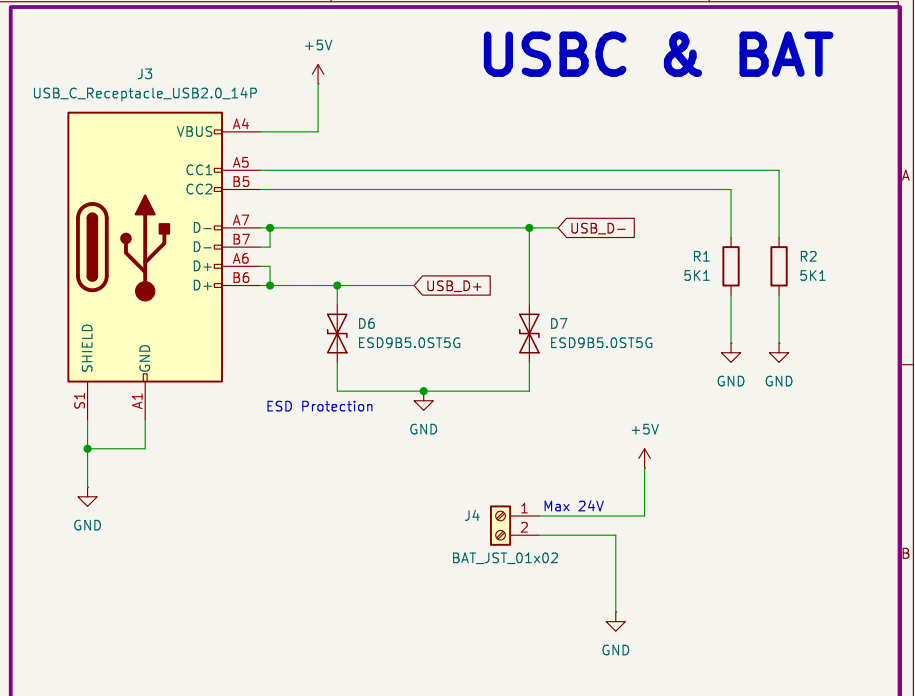 USBC & BAT
+5V
J3
USB_C_Receptacle_USB2.0_14P
VBUS A4
CC1 A5
CC2 B5
D- A7
D- B7
D+ A6
D+ B6
SHIELD
GND
S1
A1
GND
USB_D-
USB_D+
R1
5K1
R2
5K1
GND
GND
D6
ESD9B5.0ST5G
D7
ESD9B5.0ST5G
ESD Protection
GND
+5V
J4
1
2
Max 24V
BAT_JST_01x02
GND
A
B